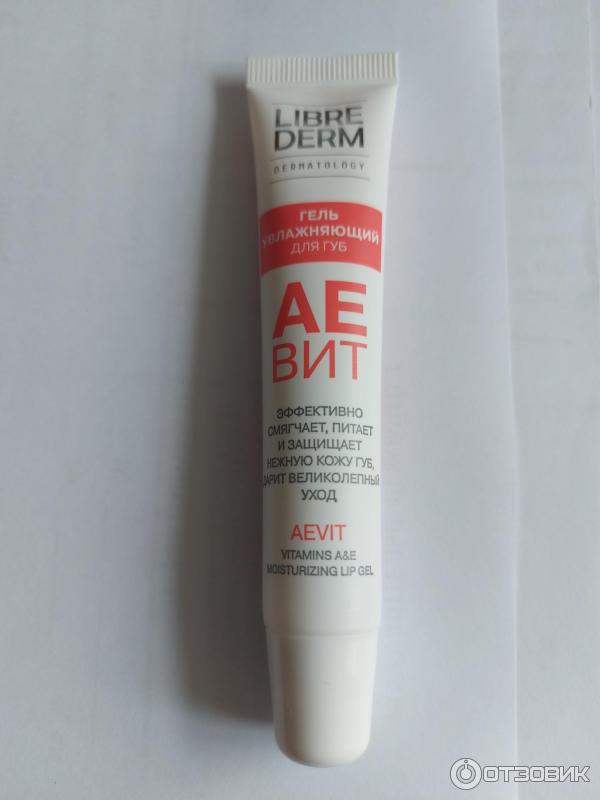 LIBRE
DERM
DERMATOLOGY
ГЕЛЬ
УВЛАЖНЯЮЩИЙ
ДЛЯ ГУБ
АЕ
ВИТ
ЭФФЕКТИВНО
СМЯГЧАЕТ, ПИТАЕТ
И ЗАЩИЩАЕТ
НЕЖНУЮ КОЖУ ГУБ,
ДАРИТ ВЕЛИКОЛЕПНЫЙ
УХОД
AEVIT
VITAMINS A&E
MOISTURIZING LIP GEL
ОТЗОВИК